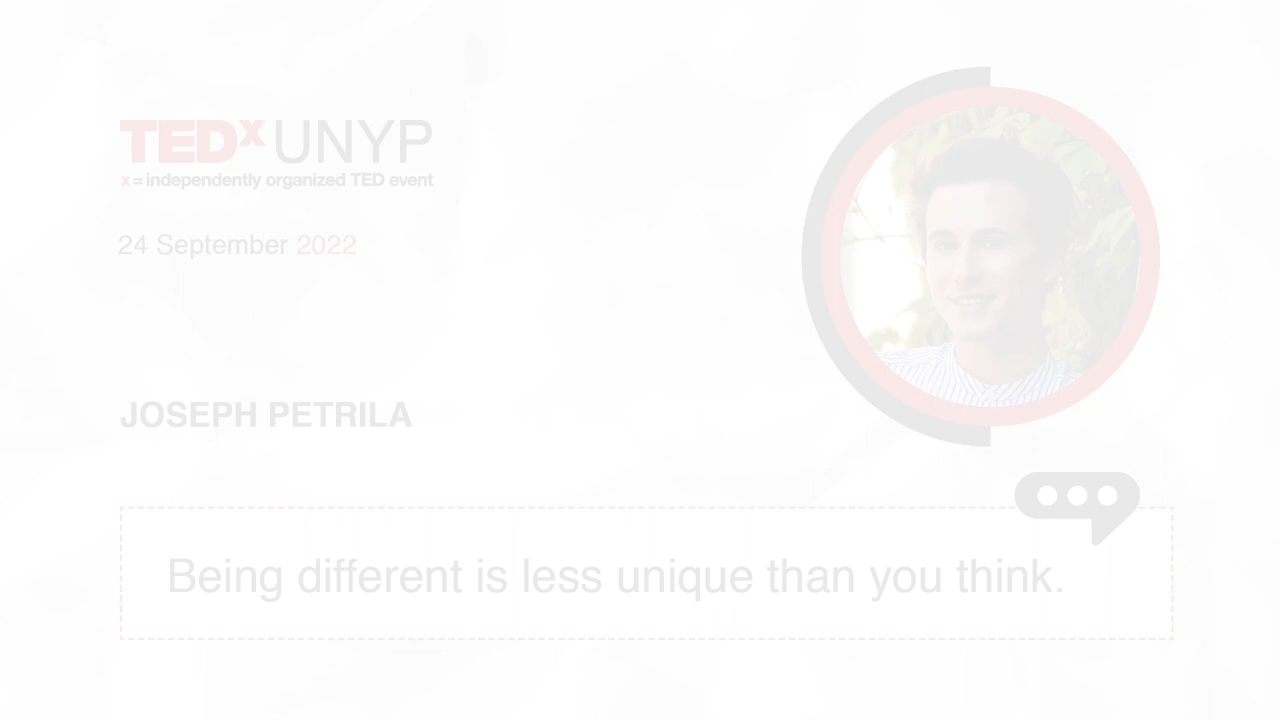 TEDx UNYP
x = independently organized TED event
24 September 2022
JOSEPH PETRILA
Being different is less unique than you think.